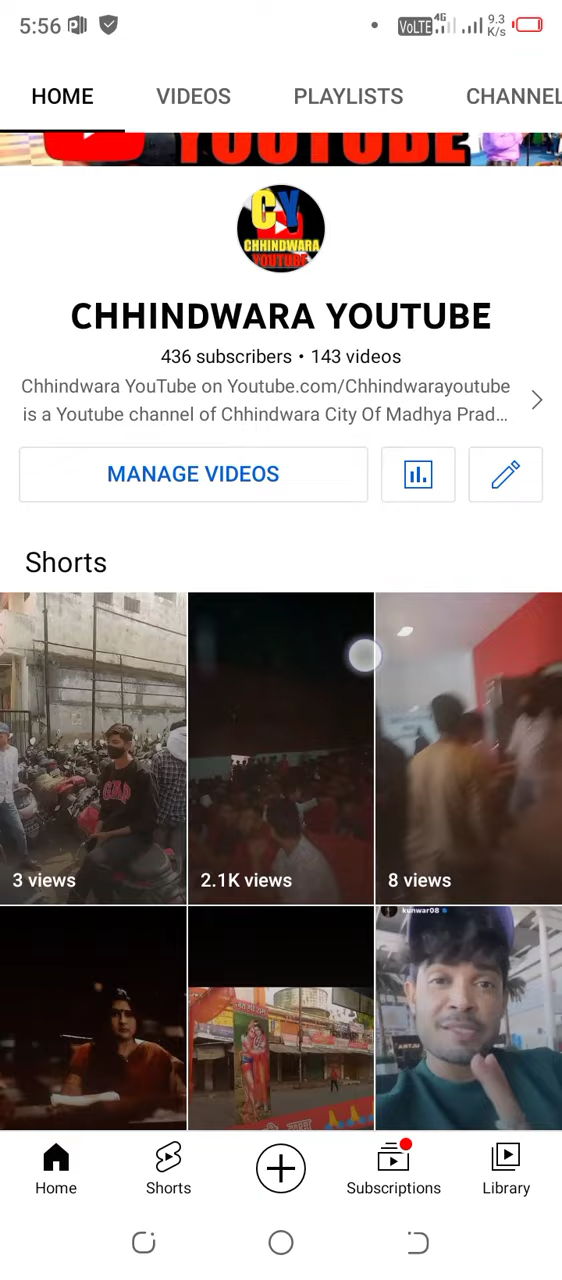 5:56
VoLTE 4G 9.3 K/s
HOME VIDEOS PLAYLISTS CHANNEL
YOUTUBE
CY
CHHINDWARA
YOUTUBE
CHHINDWARA YOUTUBE
436 subscribers • 143 videos
Chhindwara YouTube on Youtube.com/Chhindwarayoutube
is a Youtube channel of Chhindwara City Of Madhya Prad...
MANAGE VIDEOS
Shorts
GAP
3 views 2.1K views 8 views
kunwar08
Home Shorts Subscriptions Library